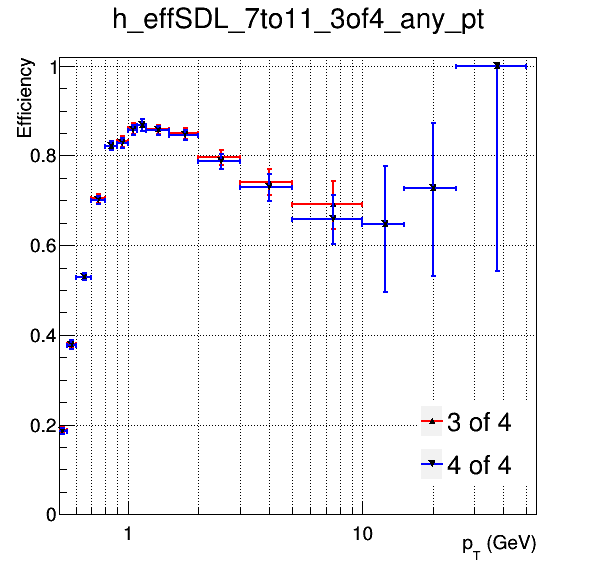 h_effSDL_7to11_3of4_any_pt
Efficiency
1
0.8
0.6
0.4
0.2
0
3 of 4
4 of 4
1
10
p_T (GeV)